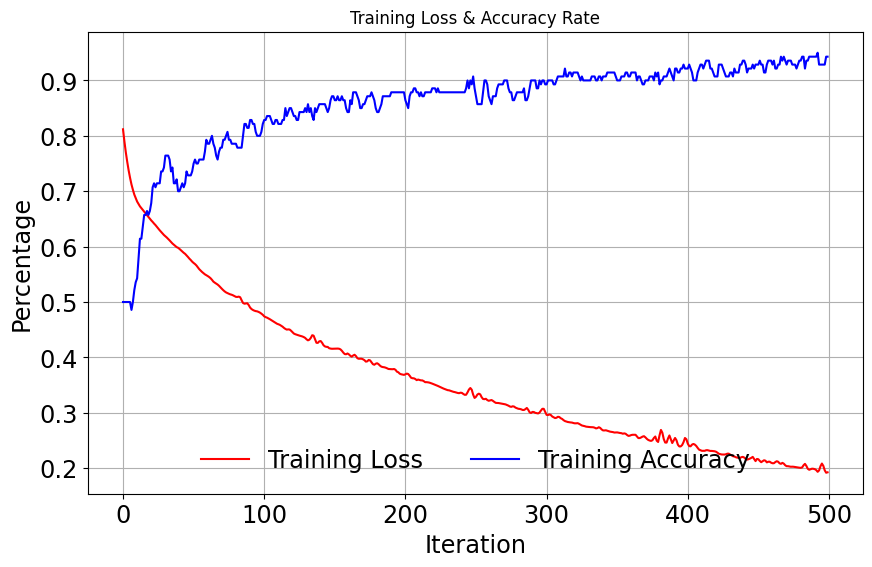 Training Loss & Accuracy Rate
0.9
0.8
0.7
0.6
0.5
0.4
0.3
0.2
Percentage
Training Loss Training Accuracy
0 100 200 300 400 500
Iteration